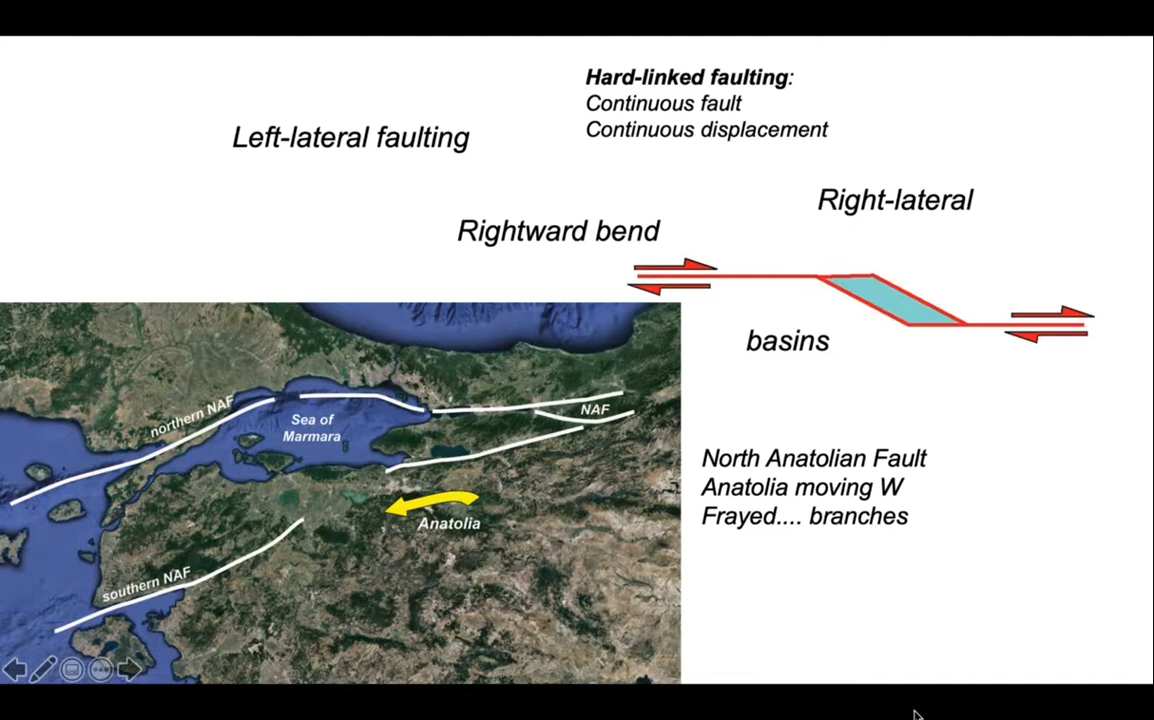 Hard-linked faulting:
Continuous fault
Continuous displacement
Left-lateral faulting
Right-lateral
Rightward bend
basins
northern NAF
Sea of
Marmara
NAF
North Anatolian Fault
Anatolia moving W
Frayed.... branches
Anatolia
southern NAF